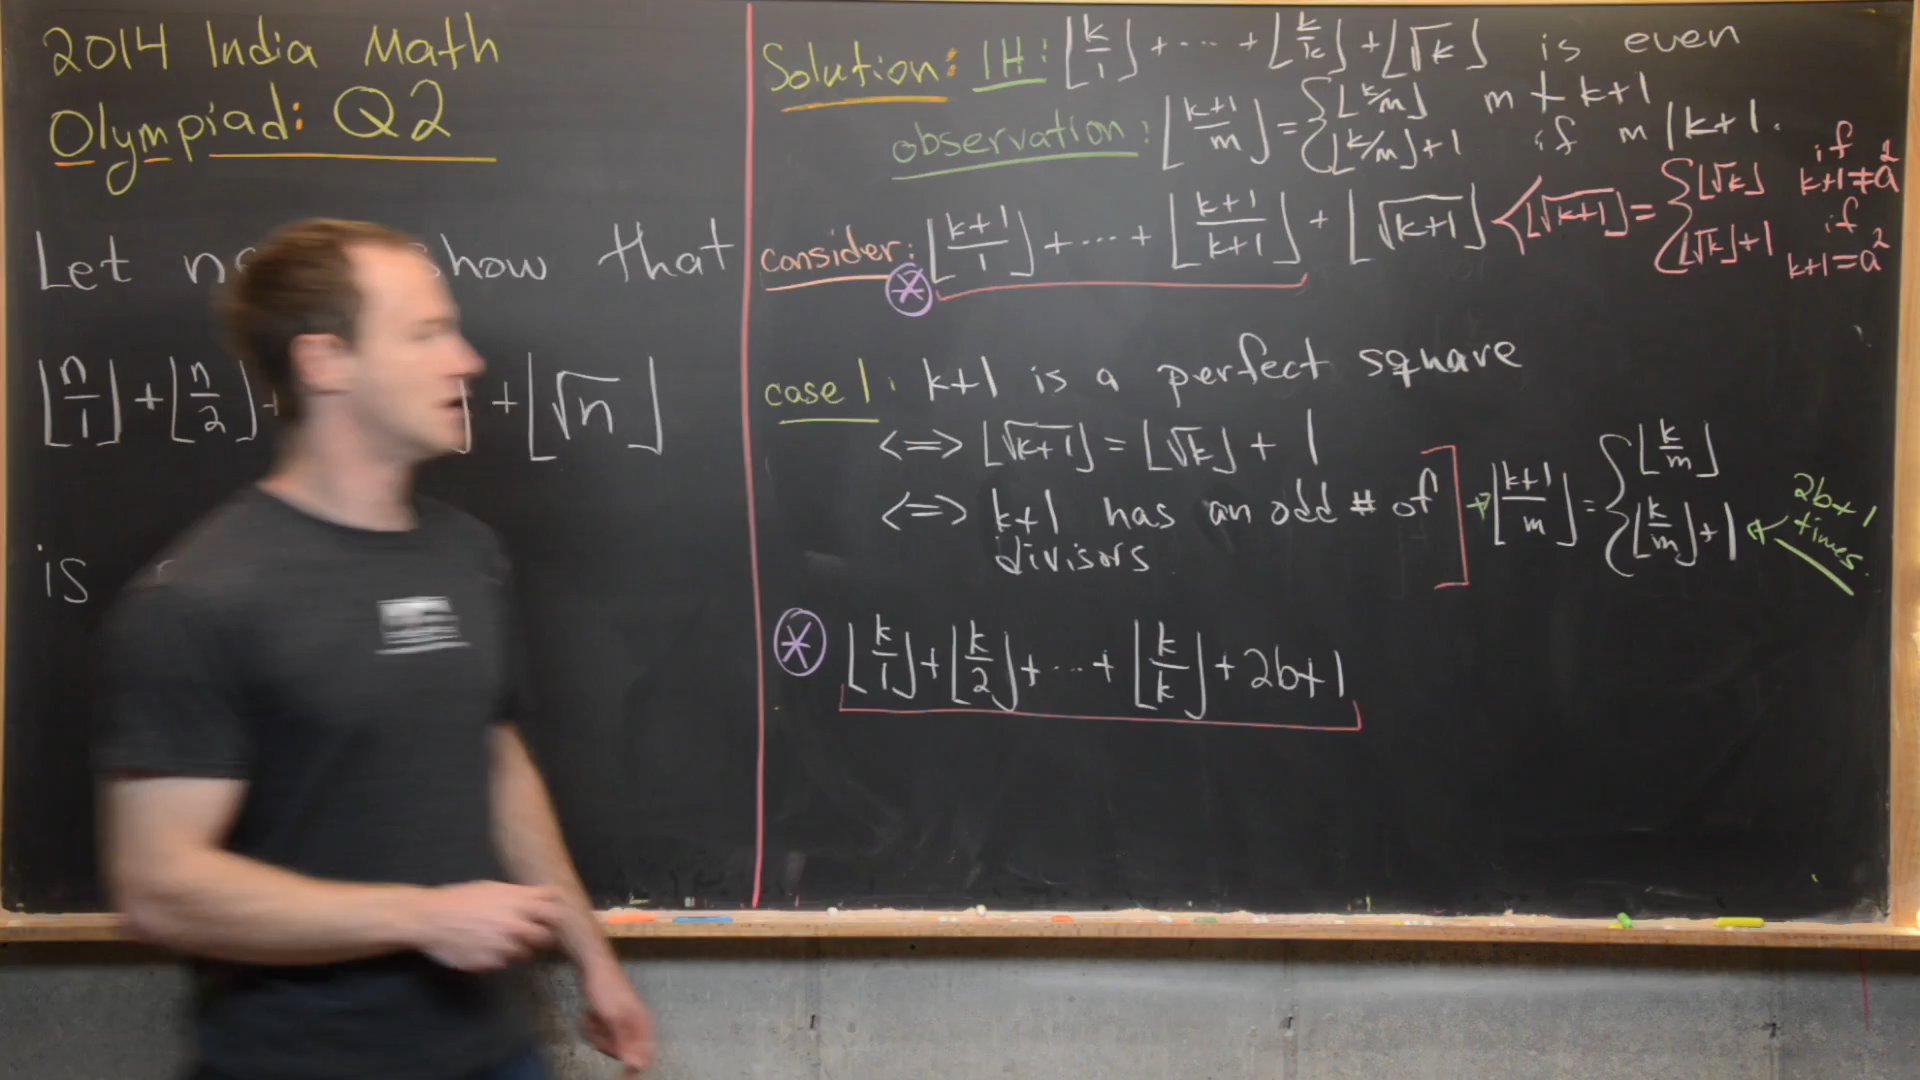 2014 India Math
Olympiad: Q2
Let n show that
⌊n/1⌋ + ⌊n/2⌋ + ⌊√n⌋
is
Solution: IH: ⌊k/1⌋ + ... + ⌊k/k⌋ + ⌊√k⌋ is even
observation: ⌊(k+1)/m⌋ = { ⌊k/m⌋ m ∤ k+1
⌊k/m⌋+1 if m | k+1.
consider: ⌊(k+1)/1⌋ + ... + ⌊(k+1)/(k+1)⌋ + ⌊√(k+1)⌋
⌊√(k+1)⌋ = { ⌊√k⌋ if k+1≠a²
⌊√k⌋+1 if k+1=a²
*
case 1: k+1 is a perfect square
<=> ⌊√(k+1)⌋ = ⌊√k⌋ + 1
<=> k+1 has an odd # of
divisors
→ ⌊(k+1)/m⌋ = { ⌊k/m⌋
⌊k/m⌋+1 ← 2b+1
times.
* ⌊k/1⌋ + ⌊k/2⌋ + ... + ⌊k/k⌋ + 2b+1